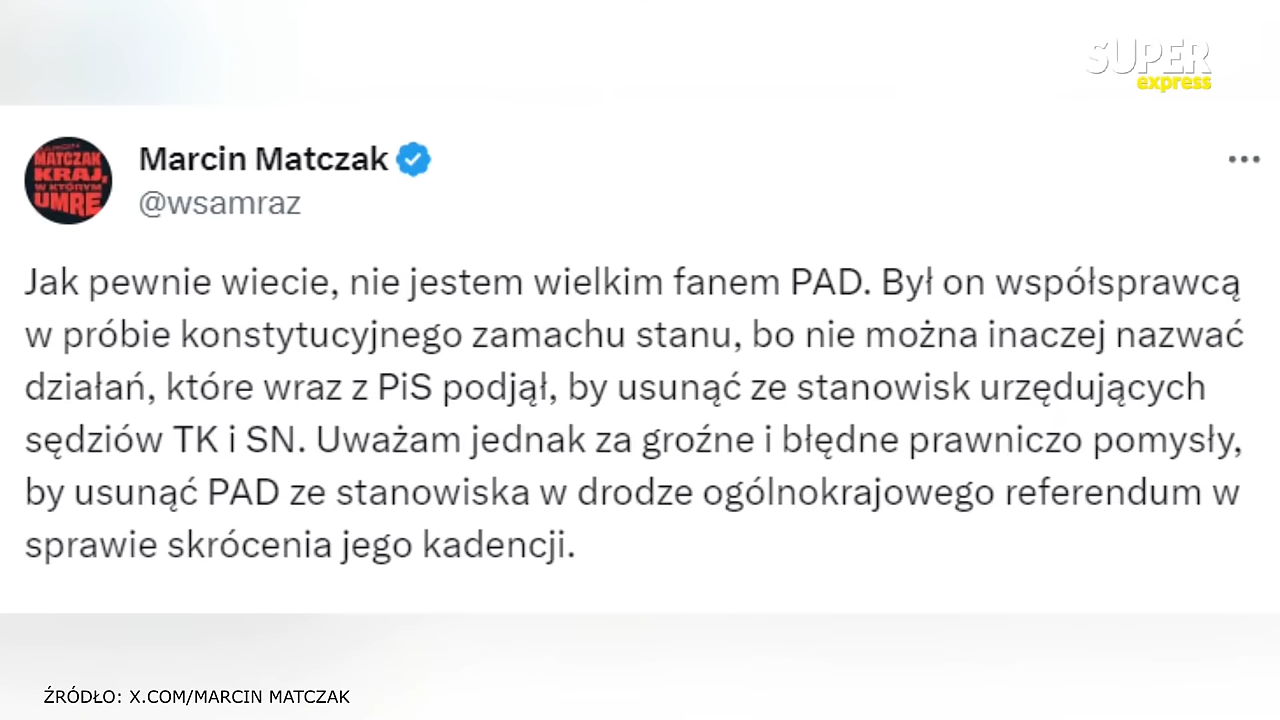 SUPER
express
MATCZAK
KRAJ,
W KTÓRYM
UMRĘ
Marcin Matczak
@wsamraz
Jak pewnie wiecie, nie jestem wielkim fanem PAD. Był on współsprawcą
w próbie konstytucyjnego zamachu stanu, bo nie można inaczej nazwać
działań, które wraz z PiS podjął, by usunąć ze stanowisk urzędujących
sędziów TK i SN. Uważam jednak za groźne i błędne prawniczo pomysły,
by usunąć PAD ze stanowiska w drodze ogólnokrajowego referendum w
sprawie skrócenia jego kadencji.
ŹRÓDŁO: X.COM/MARCIN MATCZAK